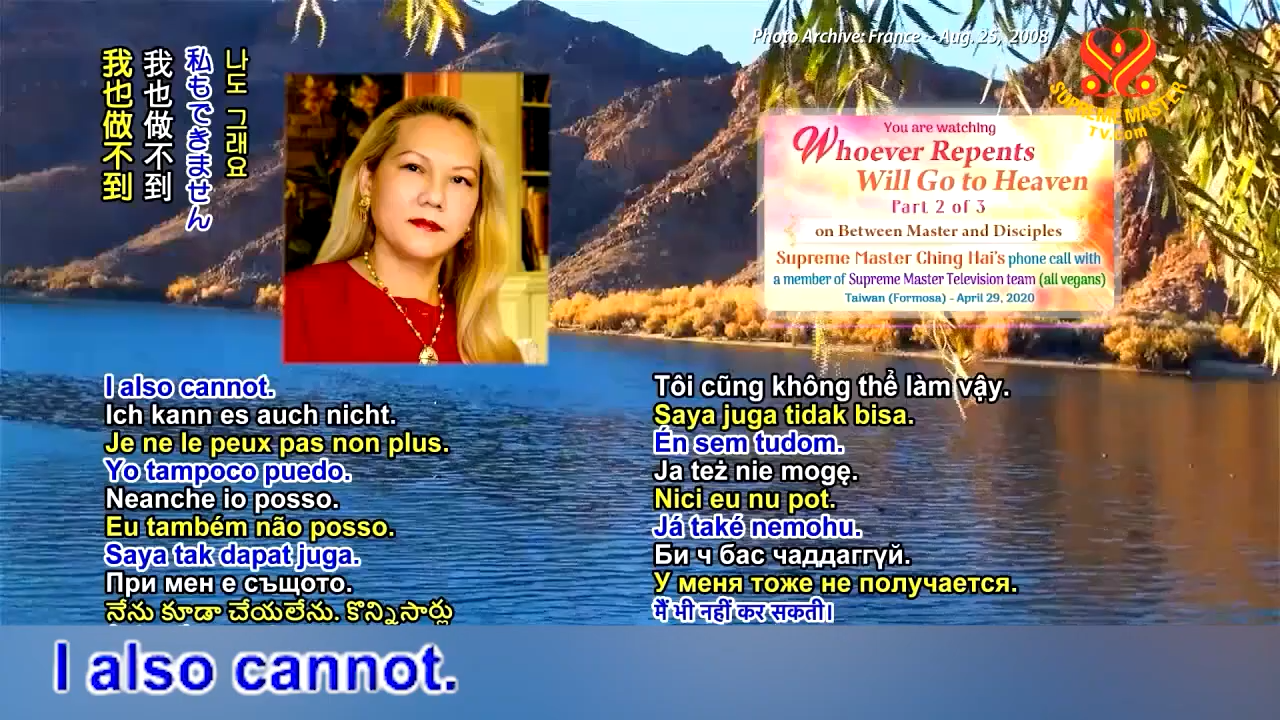 Photo Archive: France ~ Aug. 25, 2008
SUPREME MASTER
TV.com
나도 그래요
私もできません
我也做不到
我也做不到
You are watching
Whoever Repents
Will Go to Heaven
Part 2 of 3
on Between Master and Disciples
Supreme Master Ching Hai's phone call with
a member of Supreme Master Television team (all vegans)
Taiwan (Formosa) - April 29, 2020
I also cannot.
Ich kann es auch nicht.
Je ne le peux pas non plus.
Yo tampoco puedo.
Neanche io posso.
Eu também não posso.
Saya tak dapat juga.
При мен е същото.
నేను కూడా చేయలేను. కొన్నిసార్లు
Tôi cũng không thể làm vậy.
Saya juga tidak bisa.
Én sem tudom.
Ja też nie mogę.
Nici eu nu pot.
Já také nemohu.
Би ч бас чаддаггүй.
У меня тоже не получается.
मैं भी नहीं कर सकती।
I also cannot.